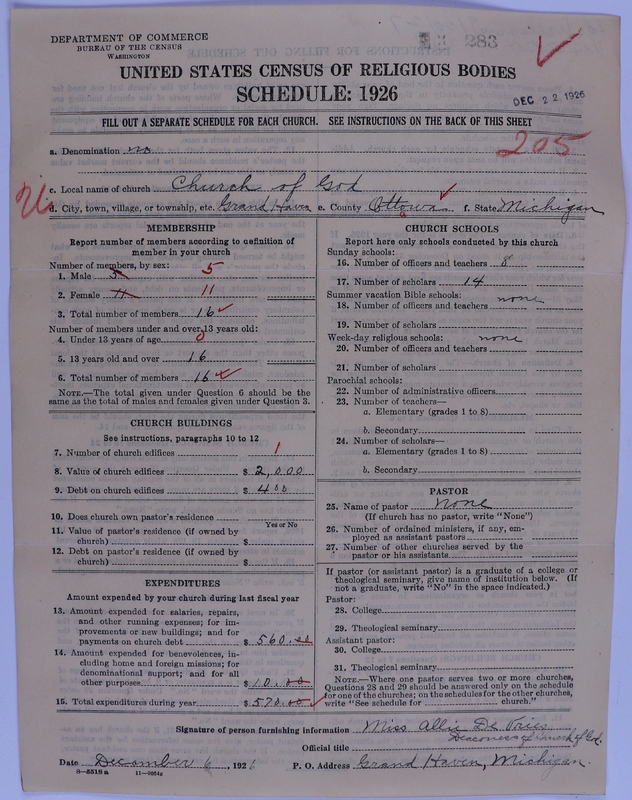 DEPARTMENT OF COMMERCE
BUREAU OF THE CENSUS
WASHINGTON
283
UNITED STATES CENSUS OF RELIGIOUS BODIES
SCHEDULE: 1926
DEC 22 1926
FILL OUT A SEPARATE SCHEDULE FOR EACH CHURCH. SEE INSTRUCTIONS ON THE BACK OF THIS SHEET
a. Denomination no
205
c. Local name of church Church of God
d. City, town, village, or township, etc. Grand Haven e. County Ottowa f. State Michigan
MEMBERSHIP
Report number of members according to definition of
member in your church
Number of members, by sex:
1. Male 5 5
2. Female 11 11
3. Total number of members 16
Number of members under and over 13 years old:
4. Under 13 years of age 0
5. 13 years old and over 16
6. Total number of members 16
NOTE.—The total given under Question 6 should be
the same as the total of males and females given under Question 3.
CHURCH BUILDINGS
See instructions, paragraphs 10 to 12
7. Number of church edifices 1
8. Value of church edifices $ 2,000
9. Debt on church edifices $ 400
10. Does church own pastor's residence
Yes or No
11. Value of pastor's residence (if owned by
church) $
12. Debt on pastor's residence (if owned by
church) $
EXPENDITURES
Amount expended by your church during last fiscal year
13. Amount expended for salaries, repairs,
and other running expenses; for im-
provements or new buildings; and for
payments on church debt $ 560.00
14. Amount expended for benevolences, in-
cluding home and foreign missions; for
denominational support; and for all
other purposes $ 10.00
15. Total expenditures during year $ 570.00
CHURCH SCHOOLS
Report here only schools conducted by this church
Sunday schools:
16. Number of officers and teachers 8
17. Number of scholars 14
Summer vacation Bible schools: none
18. Number of officers and teachers
19. Number of scholars
Week-day religious schools: none
20. Number of officers and teachers
21. Number of scholars
Parochial schools:
22. Number of administrative officers
23. Number of teachers—
a. Elementary (grades 1 to 8)
b. Secondary
24. Number of scholars—
a. Elementary (grades 1 to 8)
b. Secondary
PASTOR
25. Name of pastor None
(If church has no pastor, write "None")
26. Number of ordained ministers, if any, em-
ployed as assistant pastors
27. Number of other churches served by the
pastor or his assistants
If pastor (or assistant pastor) is a graduate of a college or
theological seminary, give name of institution below. (If
not a graduate, write "No" in the space indicated.)
Pastor:
28. College
29. Theological seminary
Assistant pastor:
30. College
31. Theological seminary
NOTE.—Where one pastor serves two or more churches,
Questions 28 and 29 should be answered only on the schedule
for one of the churches; on the schedules for the other churches,
write "See schedule for church."
Signature of person furnishing information Miss Allie De Vries
Deaconess of Church of God.
Official title
Date December 6, 1926 P. O. Address Grand Haven, Michigan.
8—5518 a 11—9064